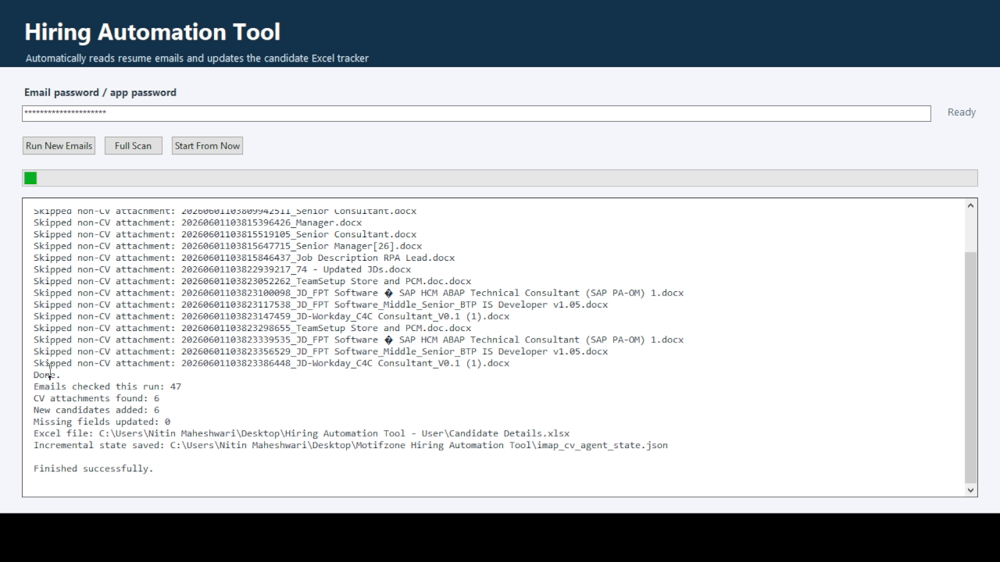 Hiring Automation Tool
Automatically reads resume emails and updates the candidate Excel tracker
Email password / app password
*********************
Ready
Run New Emails
Full Scan
Start From Now
Skipped non-CV attachment: 20260601103809942511_Senior Consultant.docx
Skipped non-CV attachment: 20260601103815396426_Manager.docx
Skipped non-CV attachment: 20260601103815519105_Senior Consultant.docx
Skipped non-CV attachment: 20260601103815647715_Senior Manager[26].docx
Skipped non-CV attachment: 20260601103815846437_Job Description RPA Lead.docx
Skipped non-CV attachment: 20260601103822939217_74 - Updated JDs.docx
Skipped non-CV attachment: 20260601103823052262_TeamSetup Store and PCM.doc.docx
Skipped non-CV attachment: 20260601103823100098_JD_FPT Software � SAP HCM ABAP Technical Consultant (SAP PA-OM) 1.docx
Skipped non-CV attachment: 20260601103823117538_JD_FPT Software_Middle_Senior_BTP IS Developer v1.05.docx
Skipped non-CV attachment: 20260601103823147459_JD-Workday_C4C Consultant_V0.1 (1).docx
Skipped non-CV attachment: 20260601103823298655_TeamSetup Store and PCM.doc.docx
Skipped non-CV attachment: 20260601103823339535_JD_FPT Software � SAP HCM ABAP Technical Consultant (SAP PA-OM) 1.docx
Skipped non-CV attachment: 20260601103823356529_JD_FPT Software_Middle_Senior_BTP IS Developer v1.05.docx
Skipped non-CV attachment: 20260601103823386448_JD-Workday_C4C Consultant_V0.1 (1).docx
Done.
Emails checked this run: 47
CV attachments found: 6
New candidates added: 6
Missing fields updated: 0
Excel file: C:\Users\Nitin Maheshwari\Desktop\Hiring Automation Tool - User\Candidate Details.xlsx
Incremental state saved: C:\Users\Nitin Maheshwari\Desktop\Motifzone Hiring Automation Tool\imap_cv_agent_state.json
Finished successfully.